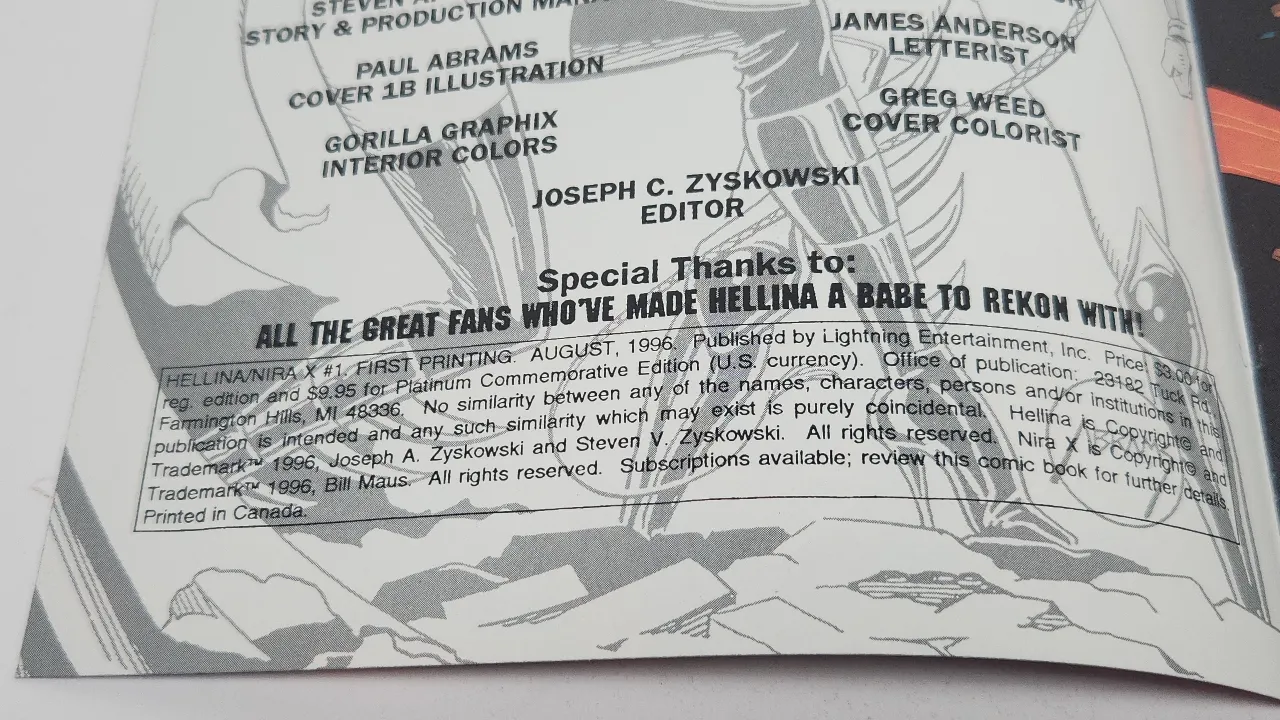 STEVEN
STORY & PRODUCTION
PAUL ABRAMS
COVER 1B ILLUSTRATION
GORILLA GRAPHIX
INTERIOR COLORS
JAMES ANDERSON
LETTERIST
GREG WEED
COVER COLORIST
JOSEPH C. ZYSKOWSKI
EDITOR
Special Thanks to:
ALL THE GREAT FANS WHO'VE MADE HELLINA A BABE TO REKON WITH!
HELLINA/NIRA X #1. FIRST PRINTING. AUGUST, 1996. Published by Lightning Entertainment, Inc. Price: $3.00 for
reg. edition and $9.95 for Platinum Commemorative Edition (U.S. currency). Office of publication: 23182 Tuck Rd.,
Farmington Hills, MI 48336. No similarity between any of the names, characters, persons and/or institutions in this
publication is intended and any such similarity which may exist is purely coincidental. Hellina is Copyright© and
Trademark™ 1996, Joseph A. Zyskowski and Steven V. Zyskowski. All rights reserved. Nira X is Copyright© and
Trademark™ 1996, Bill Maus. All rights reserved. Subscriptions available; review this comic book for further details.
Printed in Canada.